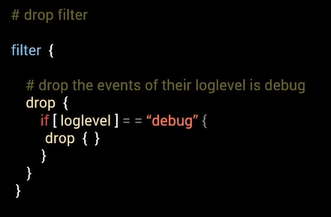 # drop filter
filter {
# drop the events of their loglevel is debug
drop {
if [ loglevel ] = = “debug” {
drop { }
}
}
}